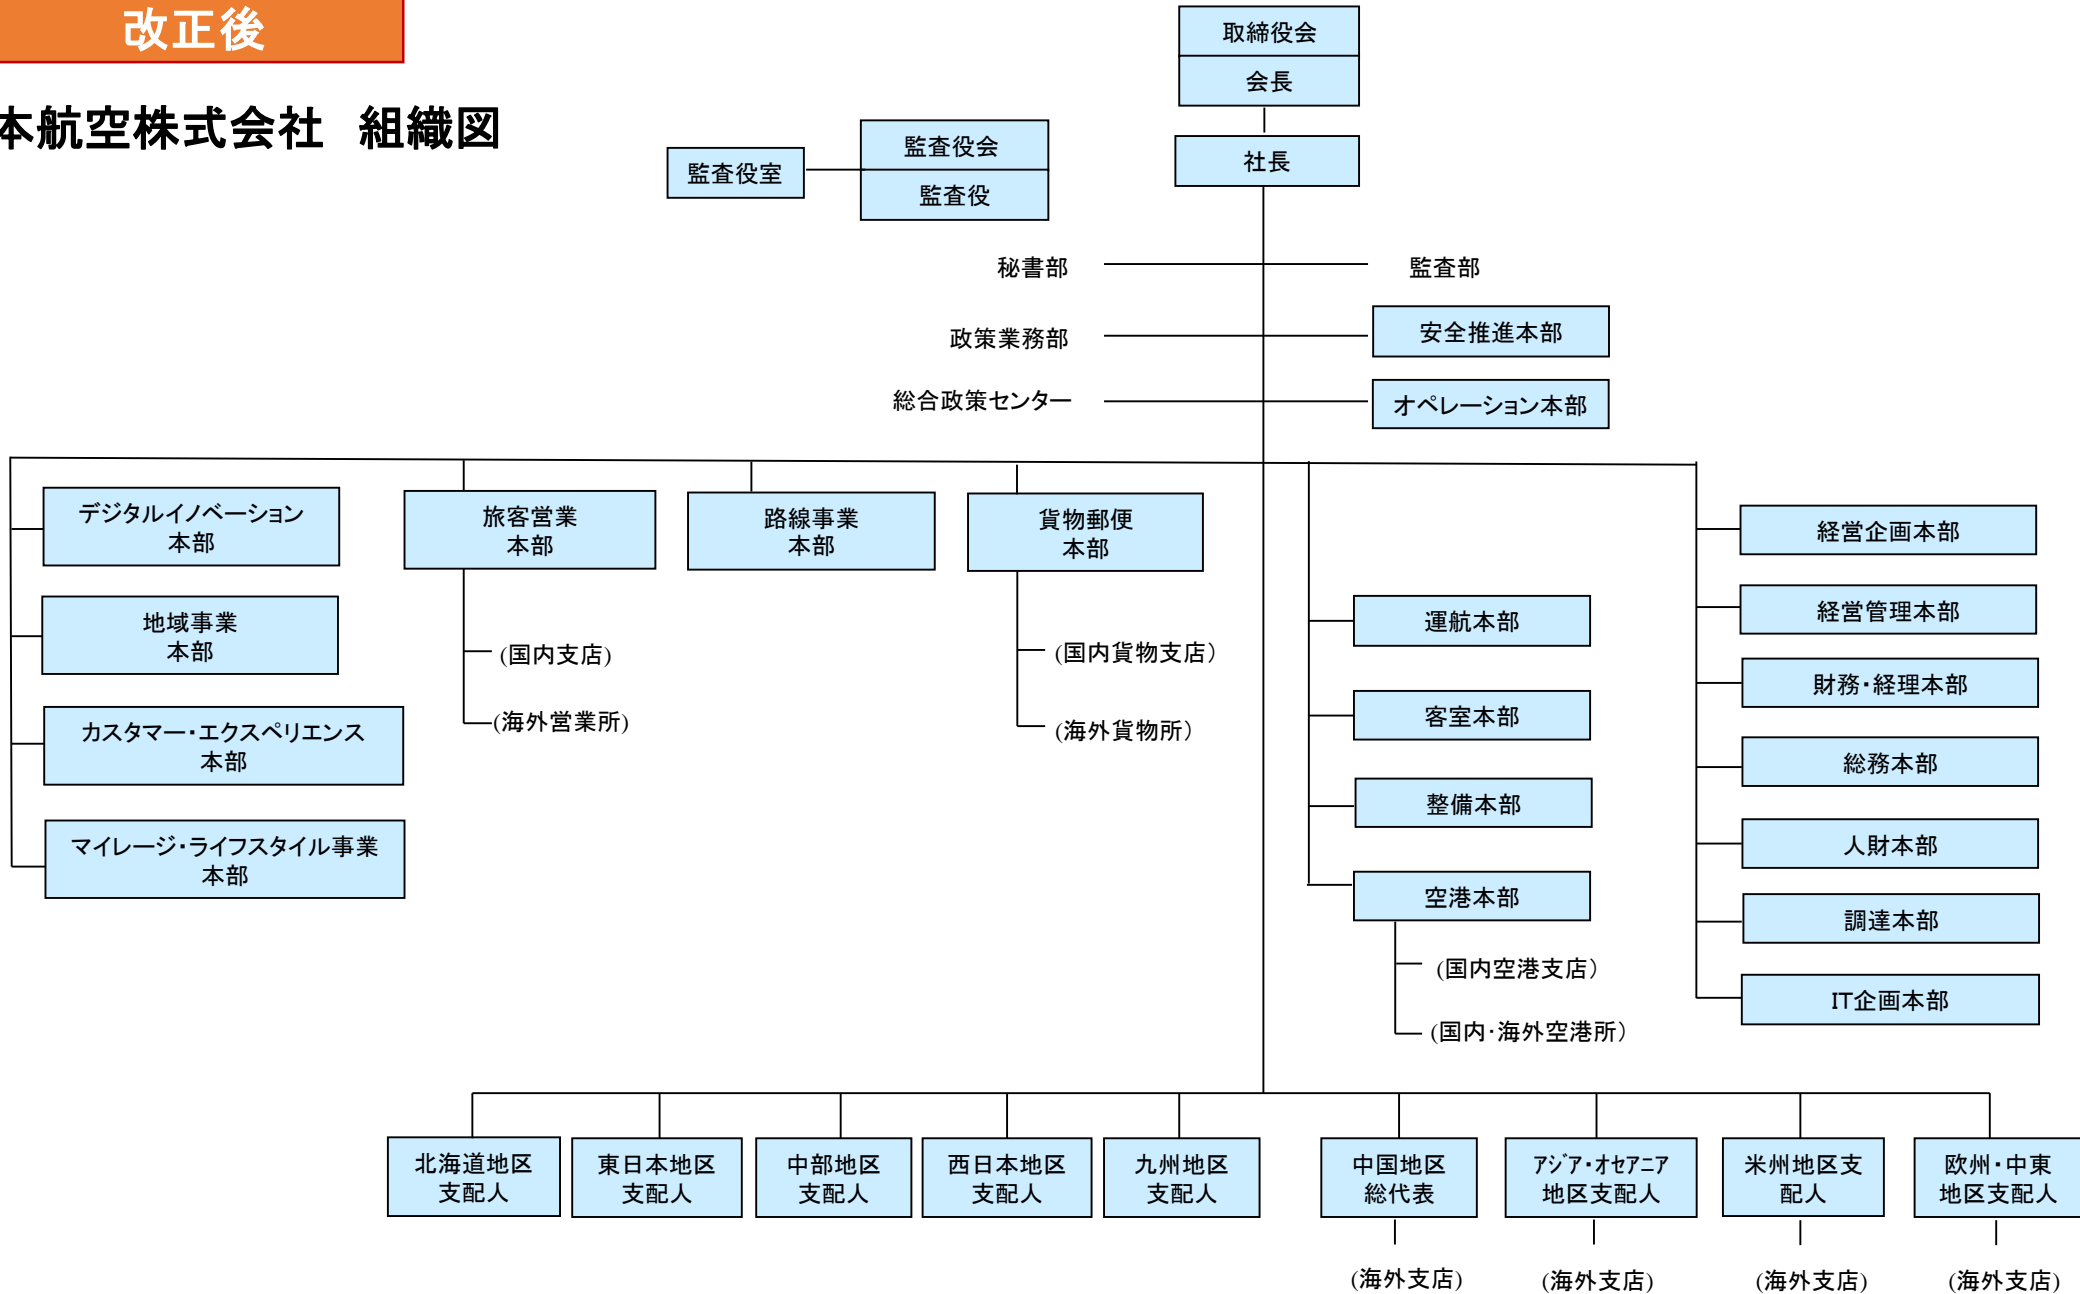 改正後
本航空株式会社　組織図
取締役会
会長
社長
監査役室
監査役会
監査役
秘書部
監査部
政策業務部
安全推進本部
総合政策センター
オペレーション本部
デジタルイノベーション
本部
地域事業
本部
カスタマー・エクスペリエンス
本部
マイレージ・ライフスタイル事業
本部
旅客営業
本部
(国内支店)
(海外営業所)
路線事業
本部
貨物郵便
本部
(国内貨物支店）
(海外貨物所）
運航本部
客室本部
整備本部
空港本部
(国内空港支店）
(国内・海外空港所）
経営企画本部
経営管理本部
財務・経理本部
総務本部
人財本部
調達本部
IT企画本部
北海道地区
支配人
東日本地区
支配人
中部地区
支配人
西日本地区
支配人
九州地区
支配人
中国地区
総代表
(海外支店)
ｱｼﾞｱ・ｵｾｱﾆｱ
地区支配人
(海外支店)
米州地区支
配人
(海外支店)
欧州・中東
地区支配人
(海外支店)